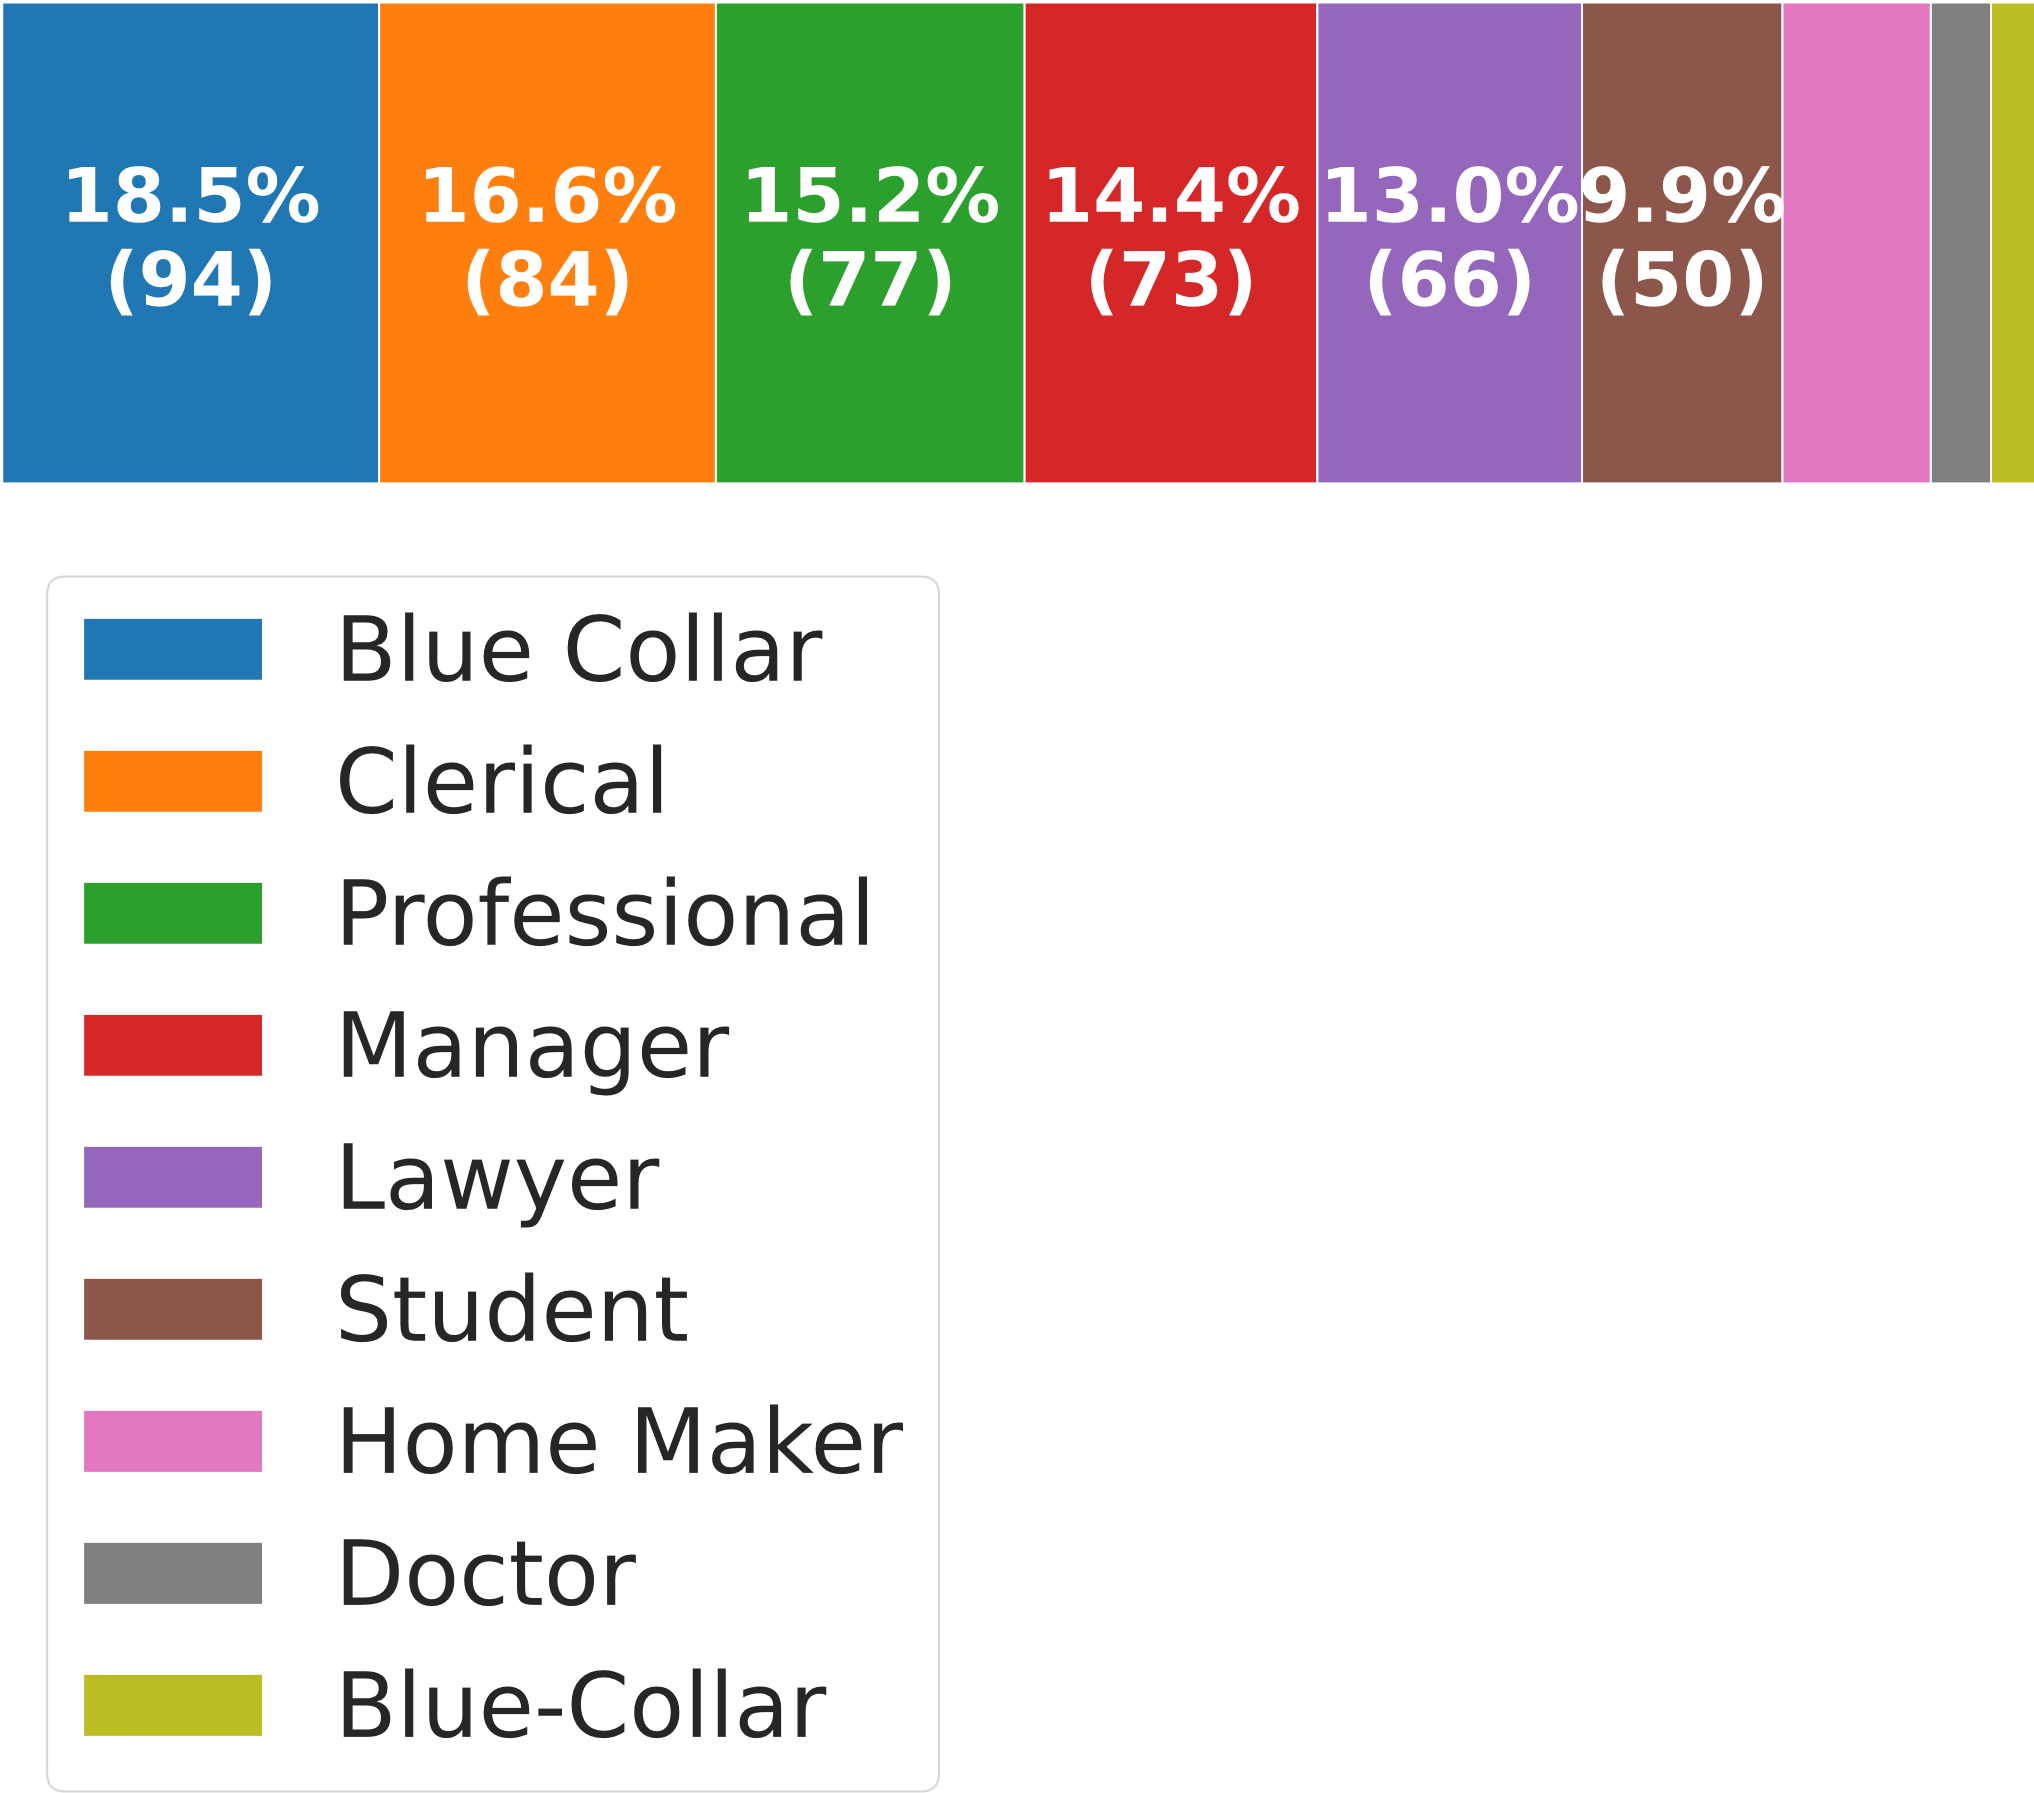 18.5% 16.6% 15.2% 14.4% 13.0% 9.9%
(94) (84) (77) (73) (66) (50)
Blue Collar
Clerical
Professional
Manager
Lawyer
Student
Home Maker
Doctor
Blue-Collar